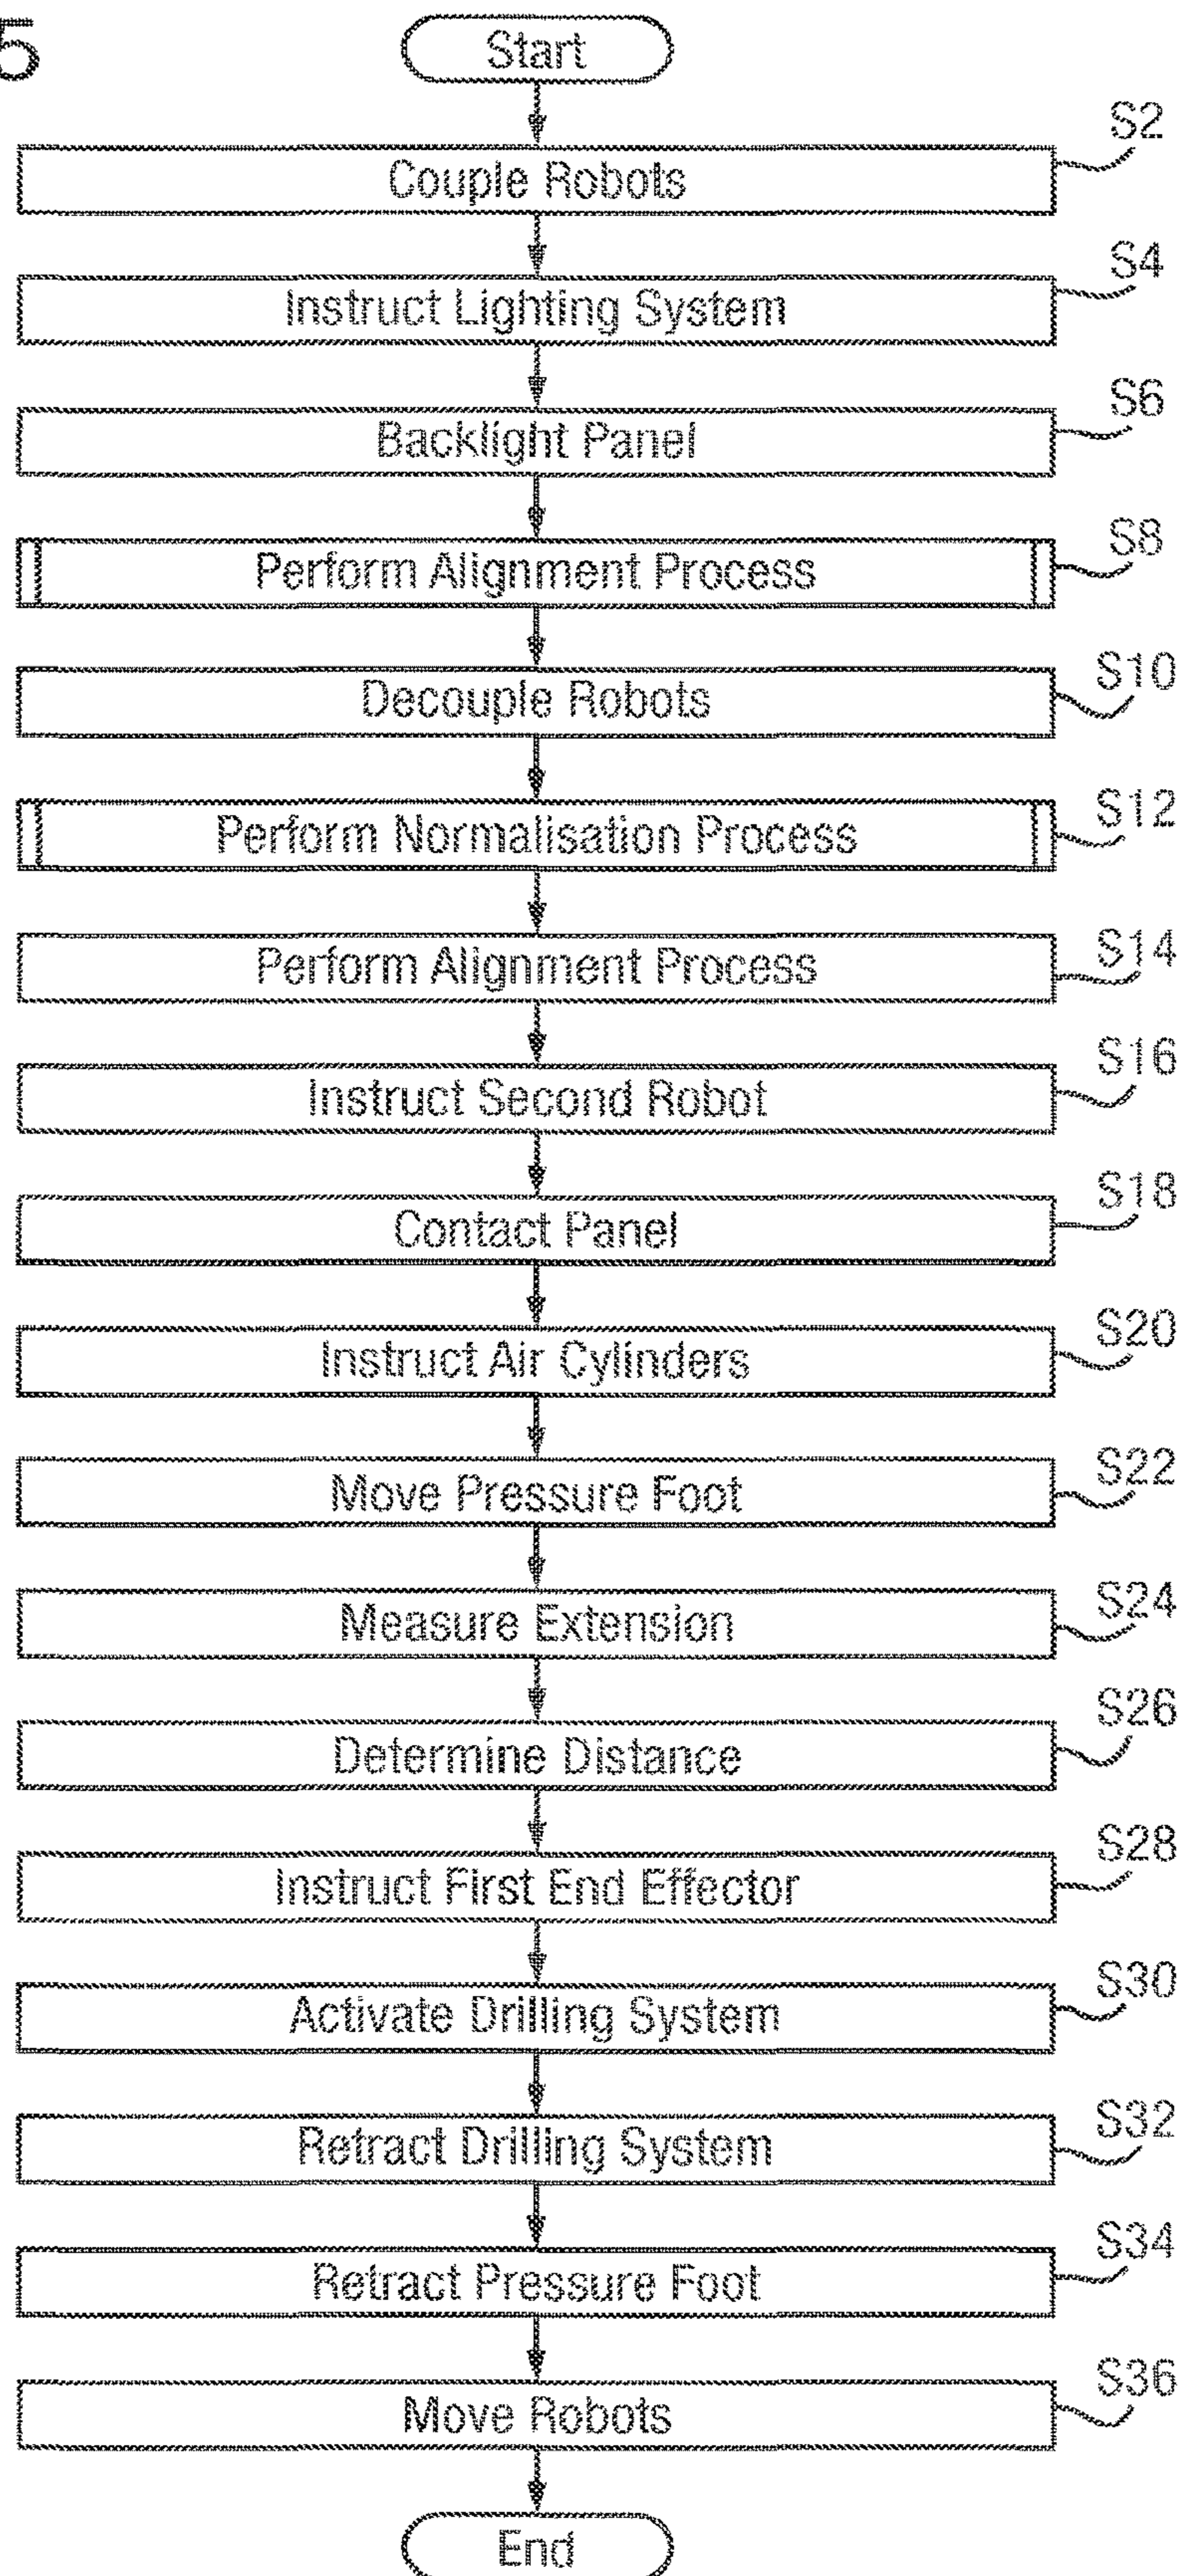 5
Start
S2
Couple Robots
S4
Instruct Lighting System
S6
Backlight Panel
S8
Perform Alignment Process
S10
Decouple Robots
S12
Perform Normalisation Process
S14
Perform Alignment Process
S16
Instruct Second Robot
S18
Contact Panel
S20
Instruct Air Cylinders
S22
Move Pressure Foot
S24
Measure Extension
S26
Determine Distance
S28
Instruct First End Effector
S30
Activate Drilling System
S32
Retract Drilling System
S34
Retract Pressure Foot
S36
Move Robots
End